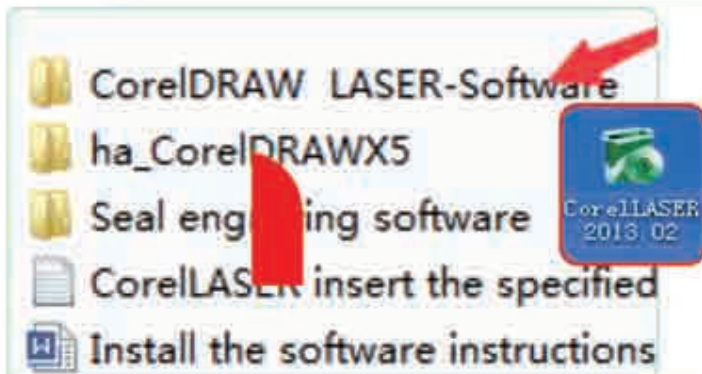 CorelDRAW LASER-Software
ha_CorelDRAWX5
Seal software
CorelLASER insert the specified
Install the software instructions
CorelLASER
2013 02